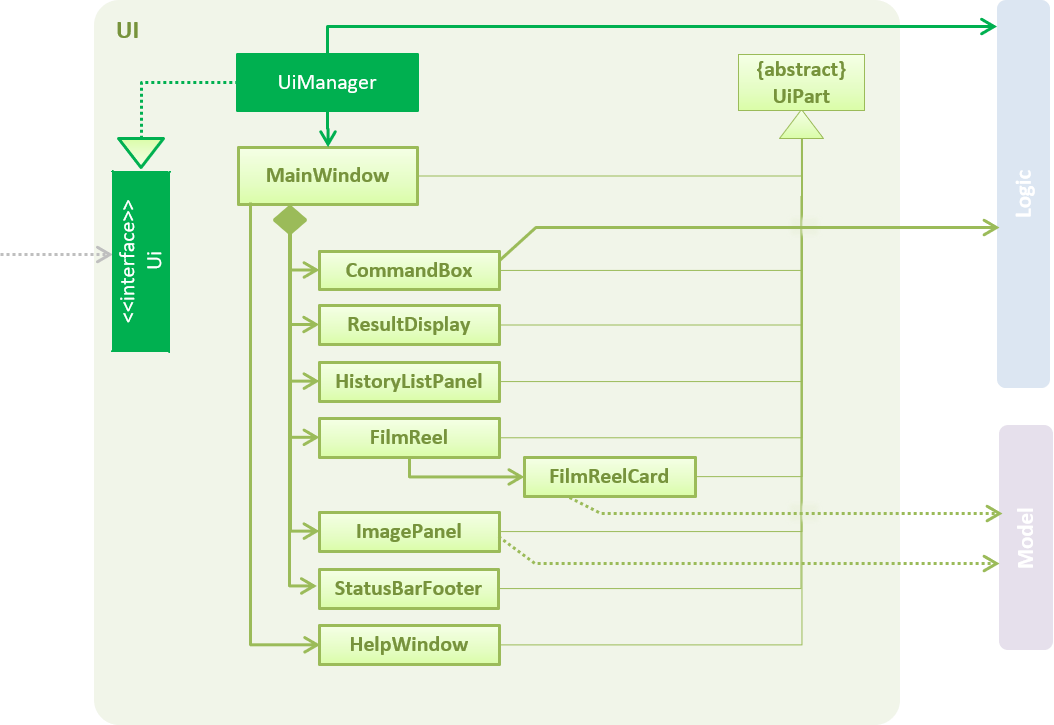 UI
UiManager
{abstract}
UiPart
MainWindow
<<interface>>
Ui
CommandBox
ResultDisplay
HistoryListPanel
FilmReel
FilmReelCard
ImagePanel
StatusBarFooter
HelpWindow
Logic
Model